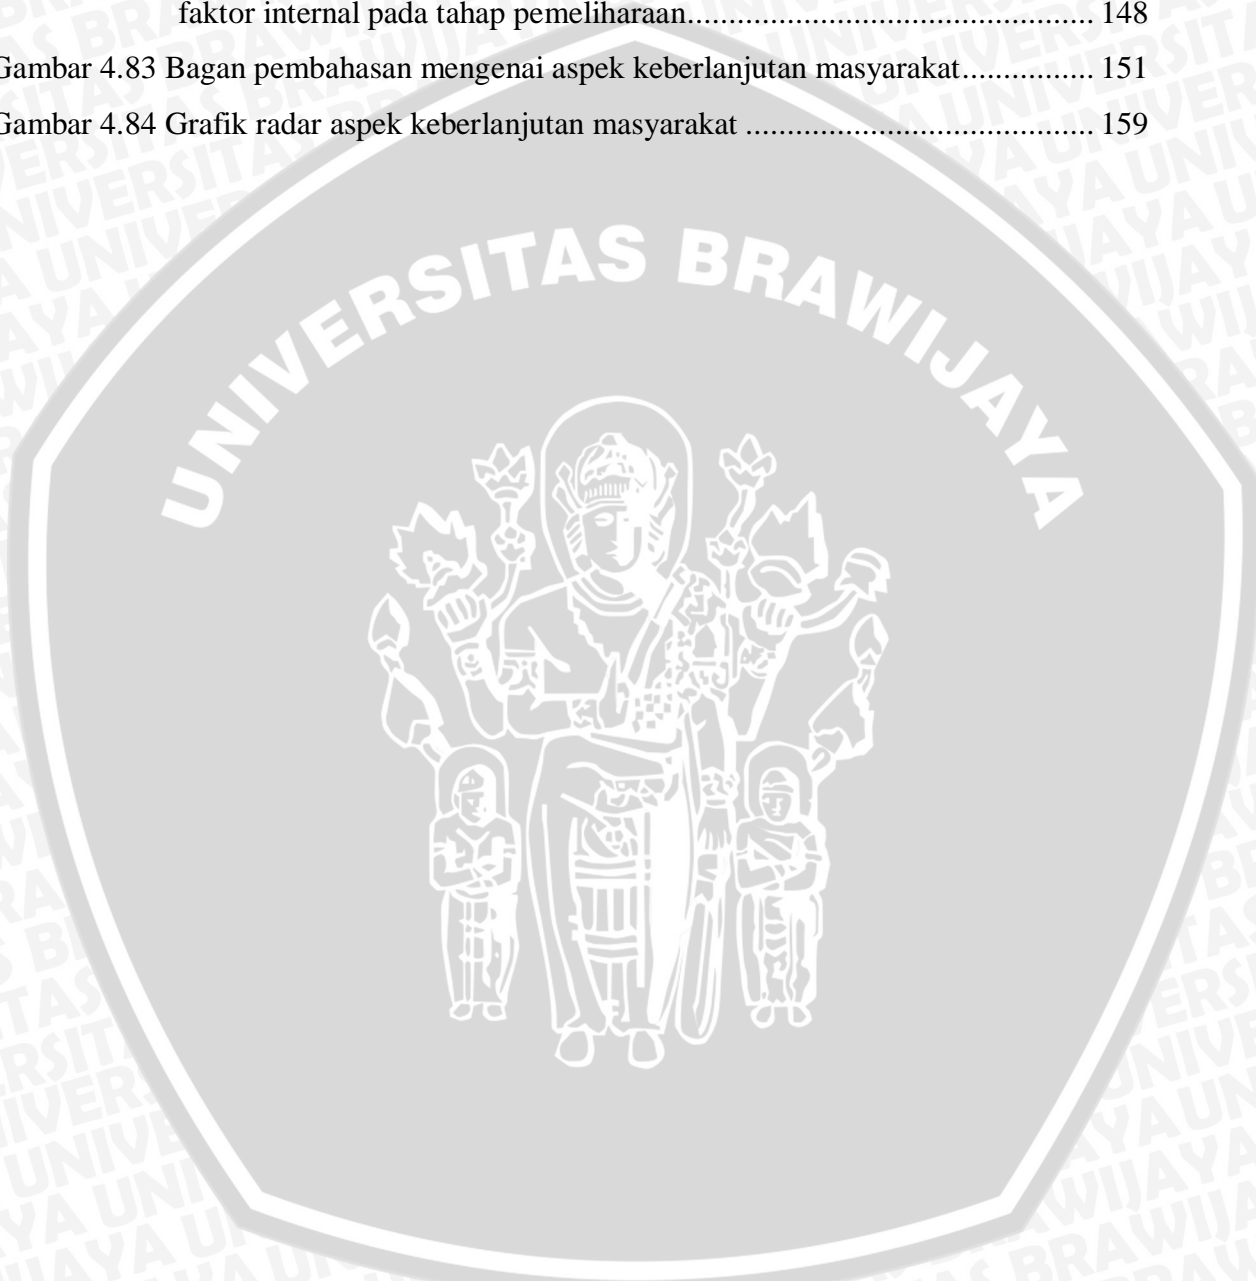 faktor internal pada tahap pemeliharaan................................................... 148
Gambar 4.83 Bagan pembahasan mengenai aspek keberlanjutan masyarakat................ 151
Gambar 4.84 Grafik radar aspek keberlanjutan masyarakat ........................................... 159
UNIVERSITAS BRAWIJAYA